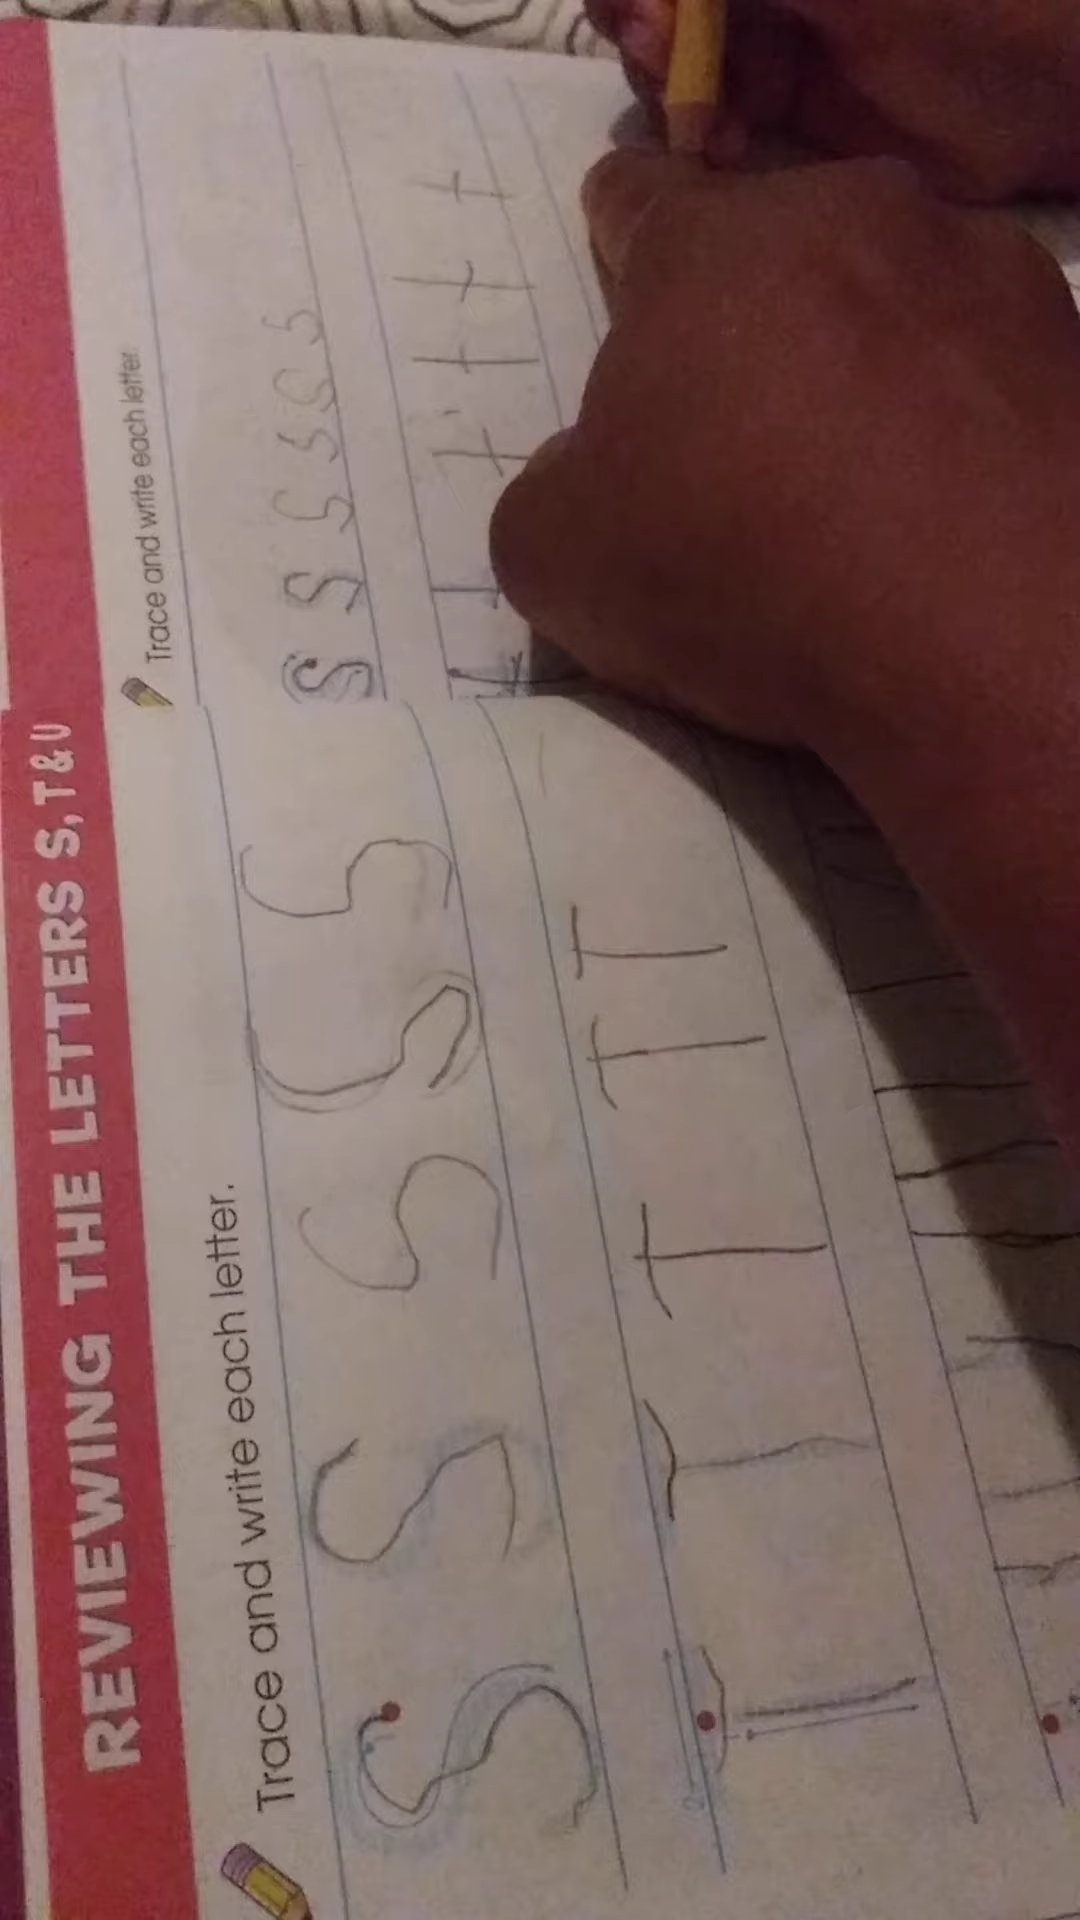 REVIEWING THE LETTERS S, T & U
Trace and write each letter.
S S S S S
T T T T T
Trace and write each letter.
s s s s s s
t t t t t t